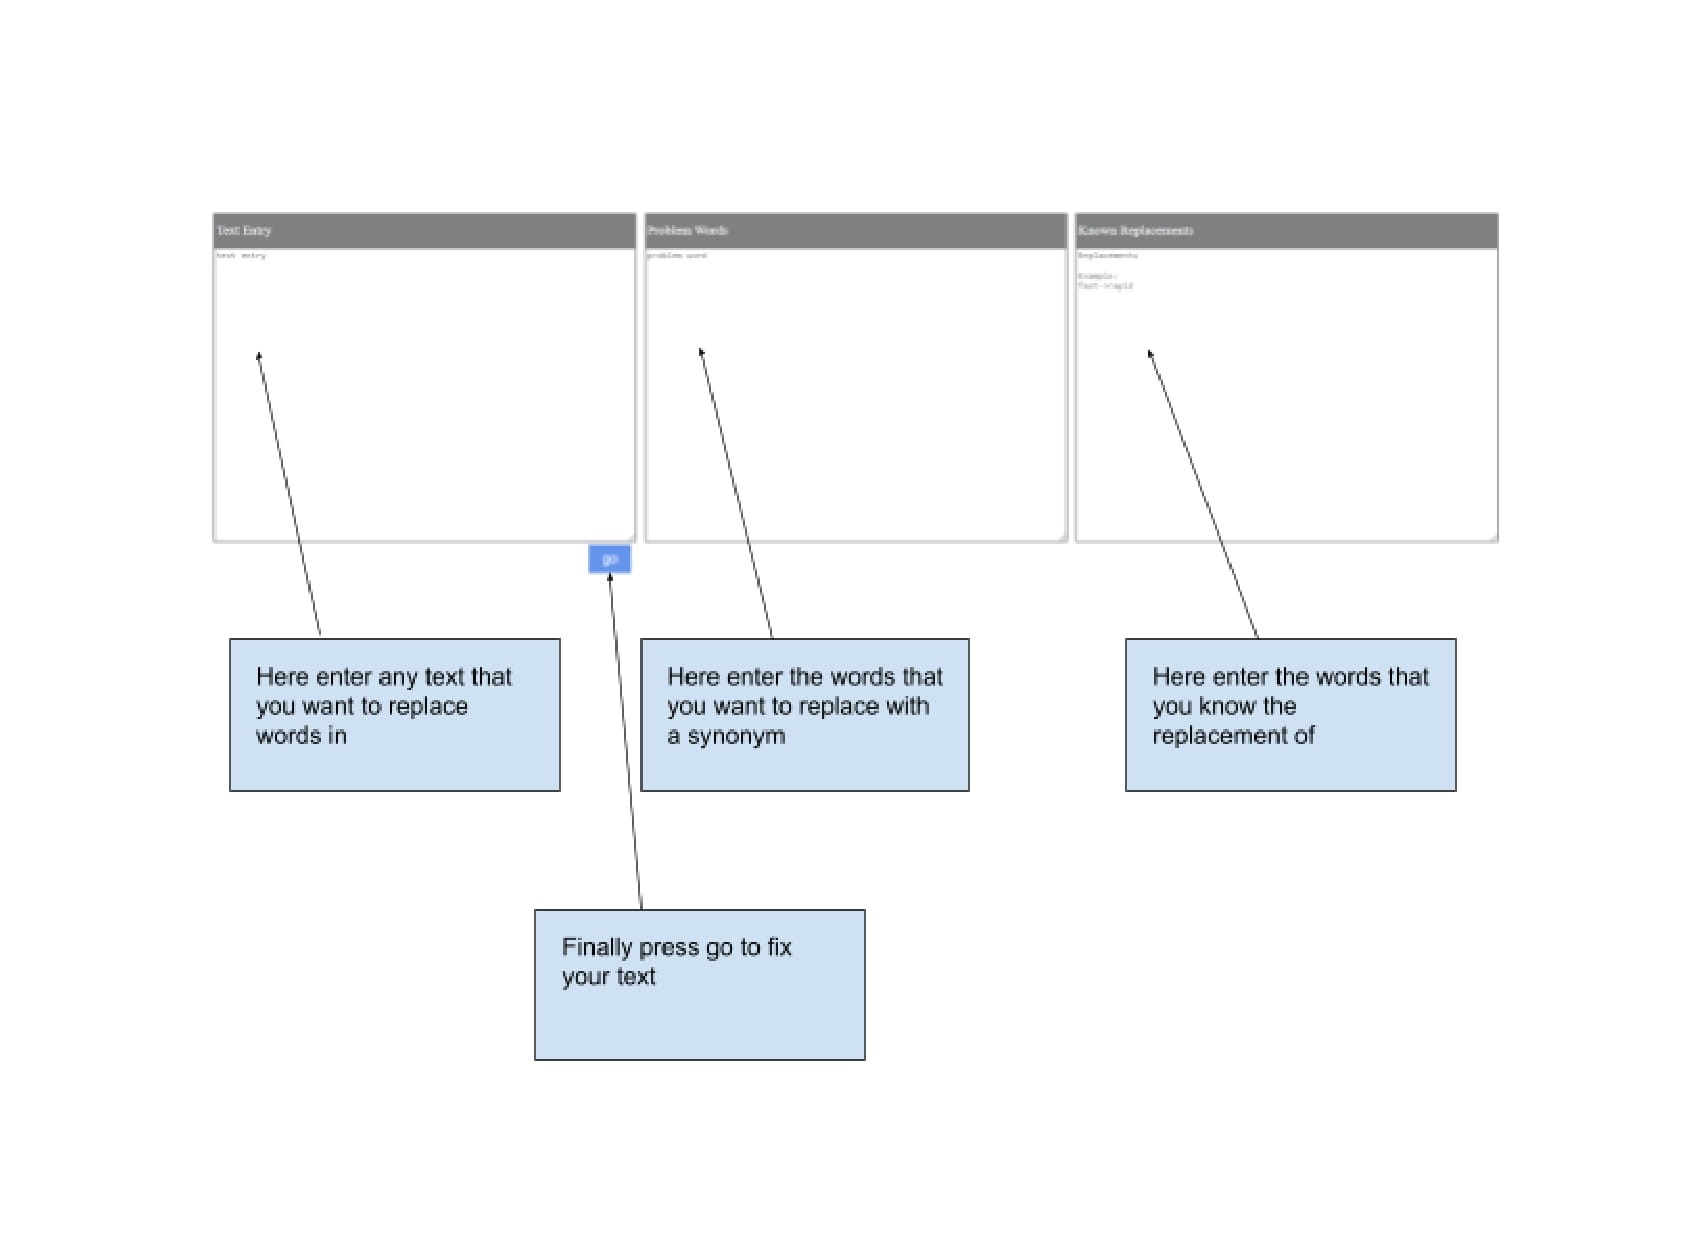 Text Entry
text entry
Problem Words
problem word
Known Replacements
Replacements
Example:
fast->rapid
go
Here enter any text that
you want to replace
words in
Here enter the words that
you want to replace with
a synonym
Here enter the words that
you know the
replacement of
Finally press go to fix
your text